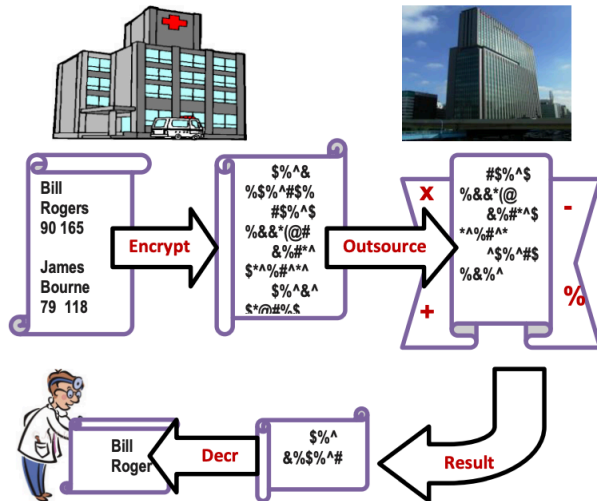 Bill
Rogers
90 165
James
Bourne
79 118
Encrypt
$%^&
%$%^#$%
#$%^$
%&&*(@#
&%#*^
$*^%#^*^
$%^&^
$*@#%$
Outsource
x
+
#$%^$
%&&*(@
&%#*^$
*^%#^*
^$%^#$
%&%^
-
%
Result
$%^
&%$%^#
Decr
Bill
Roger